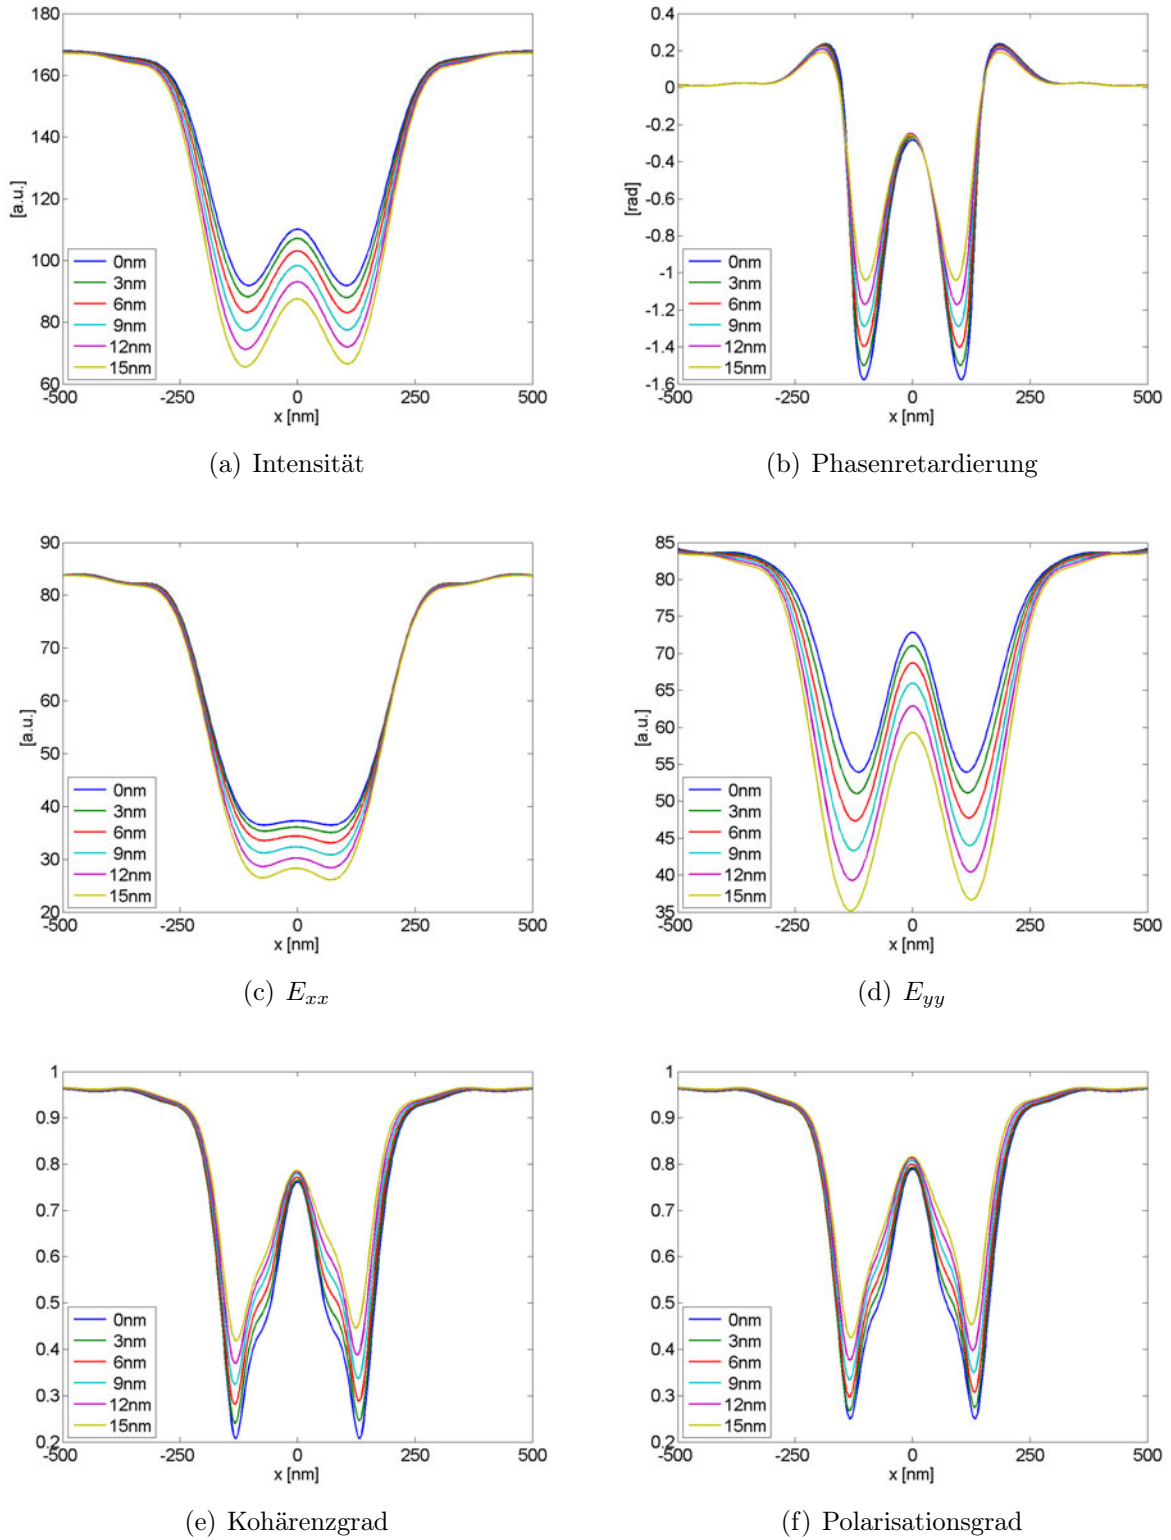 180
160
140
120
100
80
60
[a.u.]
0nm
3nm
6nm
9nm
12nm
15nm
-500 -250 0 250 500
x [nm]
(a) Intensität
0.4
0.2
0
-0.2
-0.4
-0.6
-0.8
-1
-1.2
-1.4
-1.6
[rad]
0nm
3nm
6nm
9nm
12nm
15nm
-500 -250 0 250 500
x [nm]
(b) Phasenretardierung
90
80
70
60
50
40
30
20
[a.u.]
0nm
3nm
6nm
9nm
12nm
15nm
-500 -250 0 250 500
x [nm]
(c) Exx
85
80
75
70
65
60
55
50
45
40
35
[a.u.]
0nm
3nm
6nm
9nm
12nm
15nm
-500 -250 0 250 500
x [nm]
(d) Eyy
1
0.9
0.8
0.7
0.6
0.5
0.4
0.3
0.2
0nm
3nm
6nm
9nm
12nm
15nm
-500 -250 0 250 500
x [nm]
(e) Kohärenzgrad
1
0.9
0.8
0.7
0.6
0.5
0.4
0.3
0.2
0nm
3nm
6nm
9nm
12nm
15nm
-500 -250 0 250 500
x [nm]
(f) Polarisationsgrad